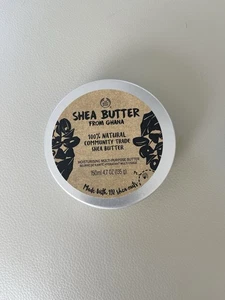 SHEA BUTTER
FROM GHANA
100% NATURAL
COMMUNITY TRADE
SHEA BUTTER
MOISTURISING MULTI-PURPOSE BUTTER
150ml 4.7 OZ (135 g)
Made with 192 shea nuts